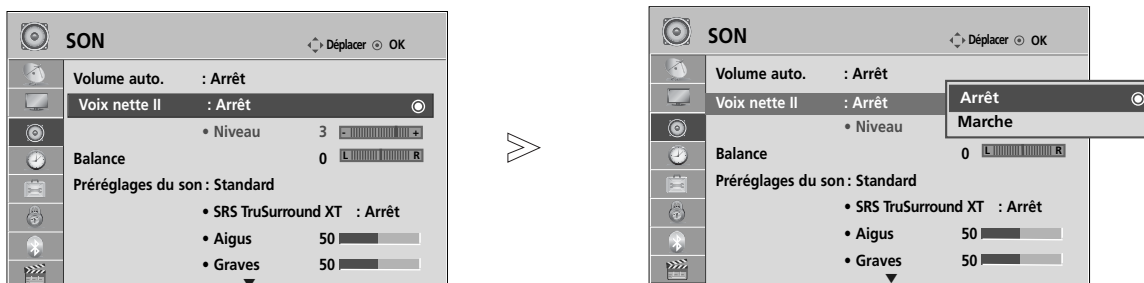 SON
Déplacer OK
Volume auto. : Arrêt
Voix nette II : Arrêt
• Niveau 3 - +
Balance 0 L R
Préréglages du son : Standard
• SRS TruSurround XT : Arrêt
• Aigus 50
• Graves 50
SON
Déplacer OK
Volume auto. : Arrêt
Voix nette II : Arrêt
• Niveau
Arrêt
Marche
Balance 0 L R
Préréglages du son : Standard
• SRS TruSurround XT : Arrêt
• Aigus 50
• Graves 50